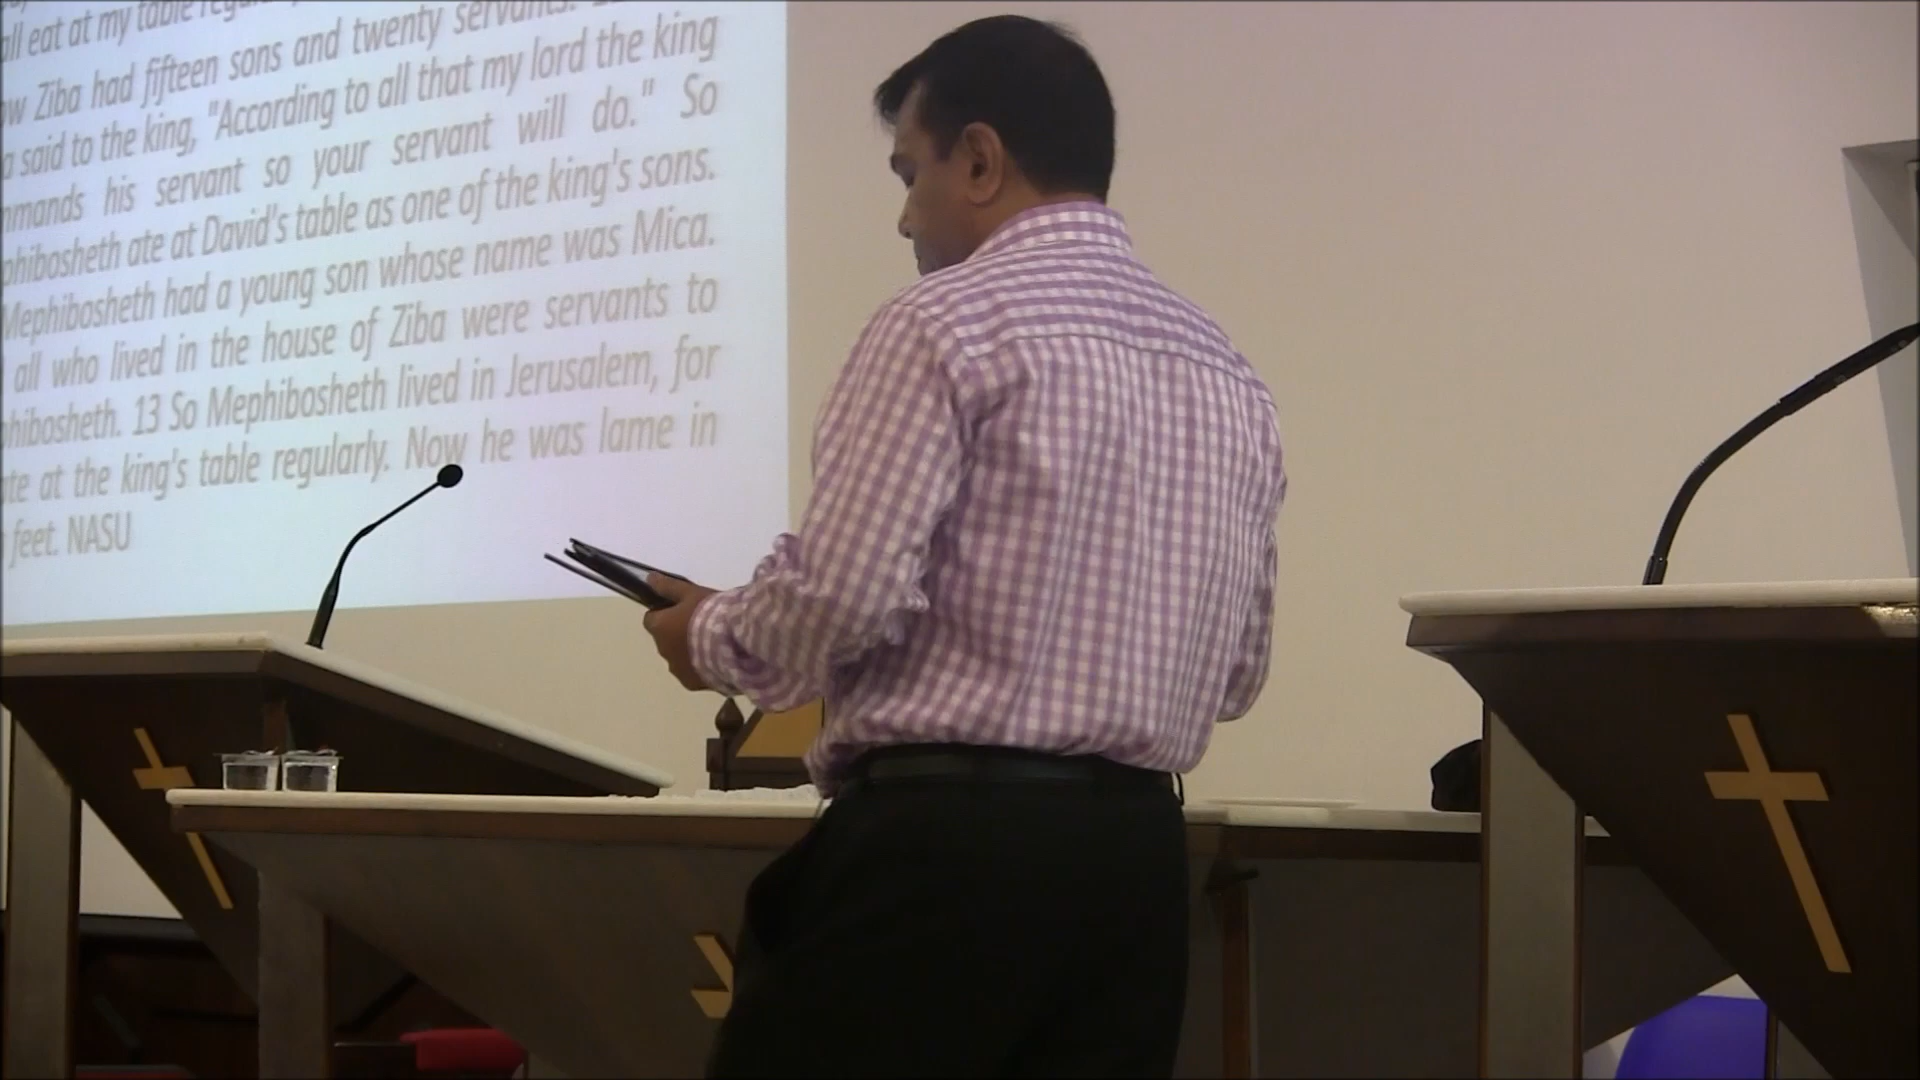 all eat at my table
Ziba had fifteen sons and twenty servants.
said to the king, "According to all that my lord the king
his servant so your servant will do." So
ate at David's table as one of the king's sons.
Mephibosheth had a young son whose name was Mica.
all who lived in the house of Ziba were servants to
phibosheth. 13 So Mephibosheth lived in Jerusalem, for
at the king's table regularly. Now he was lame in
feet. NASU